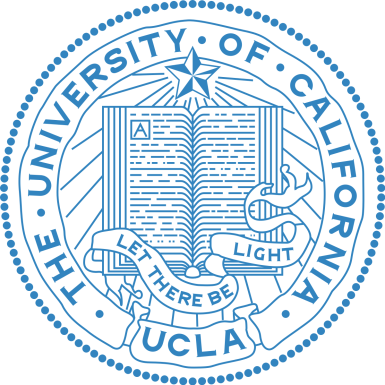 · THE · UNIVERSITY · OF · CALIFORNIA ·
A
LET THERE BE LIGHT
UCLA